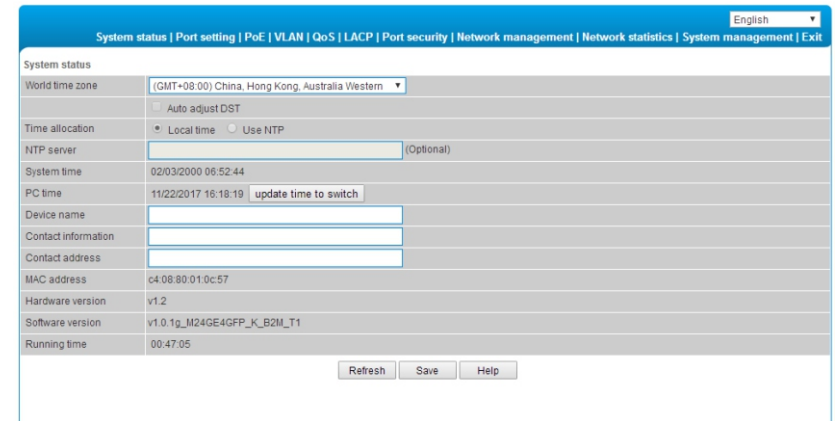 English
System status | Port setting | PoE | VLAN | QoS | LACP | Port security | Network management | Network statistics | System management | Exit
System status
World time zone (GMT+08:00) China, Hong Kong, Australia Western
Auto adjust DST
Time allocation Local time Use NTP
NTP server (Optional)
System time 02/03/2000 06:52:44
PC time 11/22/2017 16:18:19 update time to switch
Device name
Contact information
Contact address
MAC address c4:08:80:01:0c:57
Hardware version v1.2
Software version v1.0.1g_M24GE4GFP_K_B2M_T1
Running time 00:47:05
Refresh Save Help